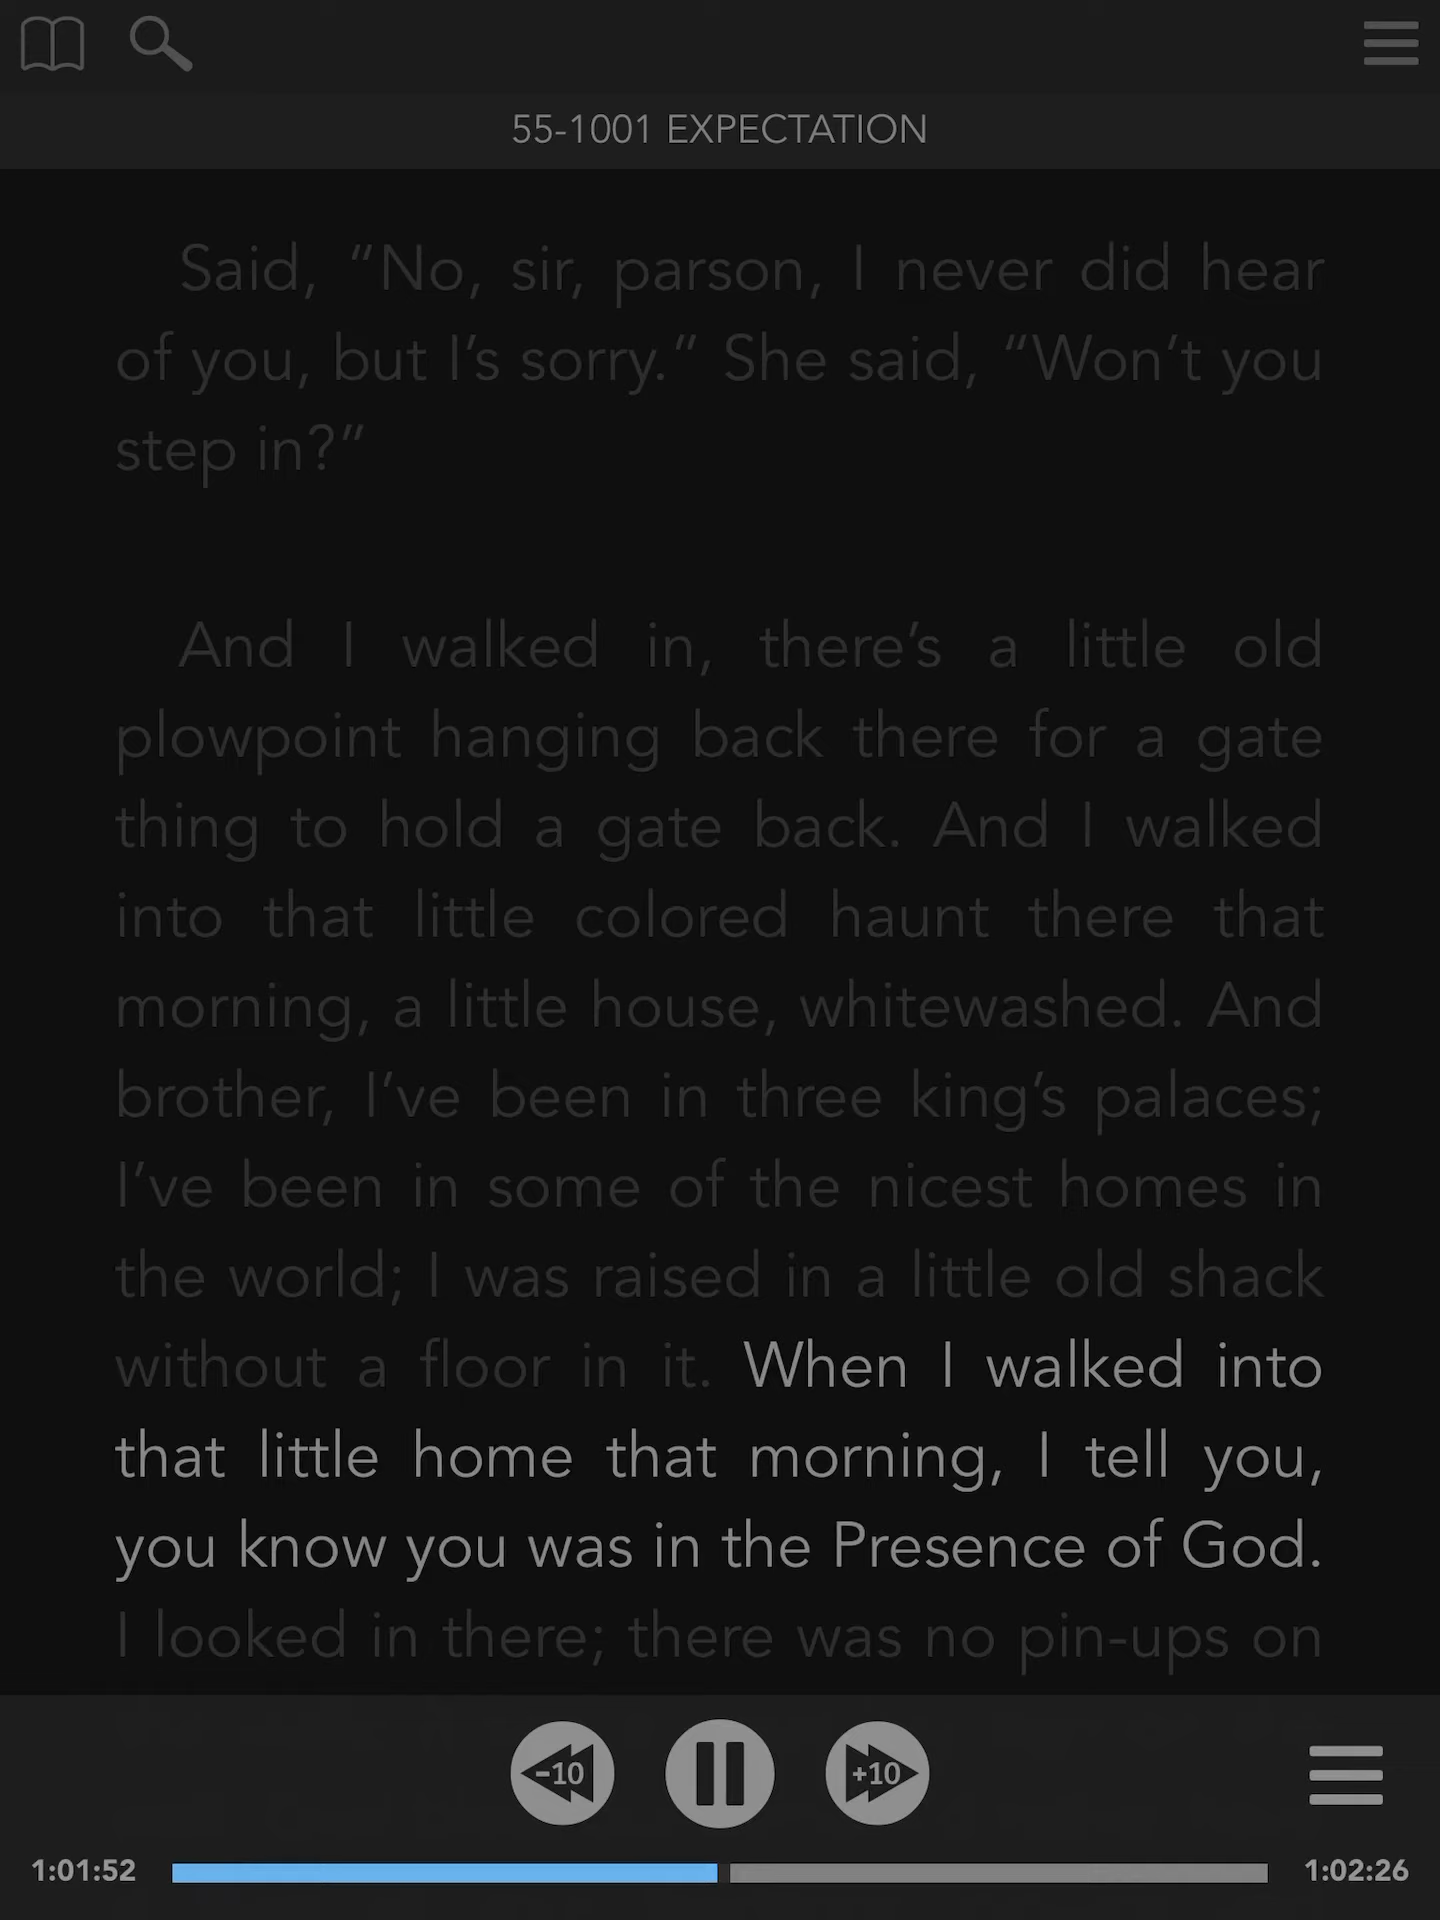 55-1001 EXPECTATION
Said, “No, sir, parson, I never did hear
of you, but I’s sorry.” She said, “Won’t you
step in?”
And I walked in, there’s a little old
plowpoint hanging back there for a gate
thing to hold a gate back. And I walked
into that little colored haunt there that
morning, a little house, whitewashed. And
brother, I’ve been in three king’s palaces;
I’ve been in some of the nicest homes in
the world; I was raised in a little old shack
without a floor in it. When I walked into
that little home that morning, I tell you,
you know you was in the Presence of God.
I looked in there; there was no pin-ups on
-10
+10
1:01:52
1:02:26